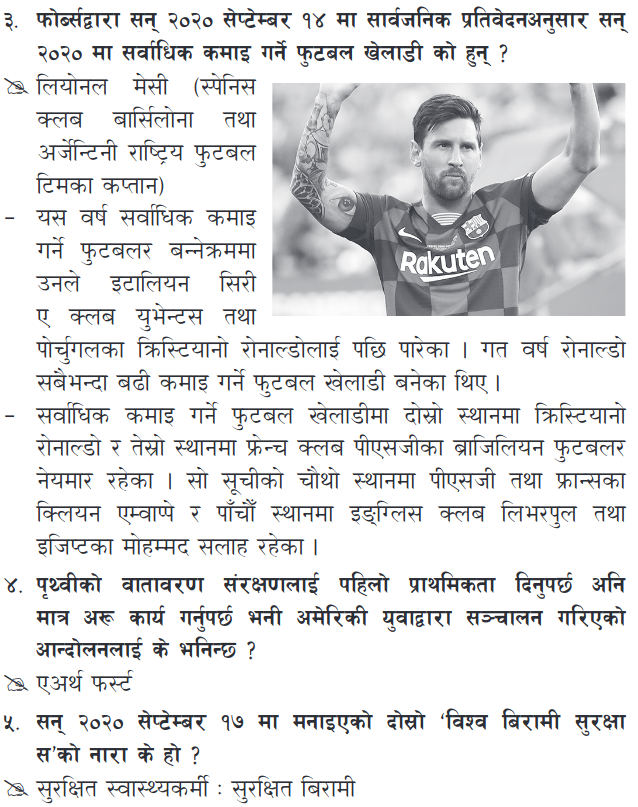 ३. फोर्ब्सद्वारा सन् २०२० सेप्टेम्बर १४ मा सार्वजनिक प्रतिवेदनअनुसार सन्
२०२० मा सर्वाधिक कमाइ गर्ने फुटबल खेलाडी को हुन् ?
लियोनल मेसी (स्पेनिस
क्लब बार्सिलोना तथा
अर्जेन्टिनी राष्ट्रिय फुटबल
टिमका कप्तान)
– यस वर्ष सर्वाधिक कमाइ
गर्ने फुटबलर बन्नेक्रममा
उनले इटालियन सिरी
ए क्लब युभेन्टस तथा
पोर्चुगलका क्रिस्टियानो रोनाल्डोलाई पछि पारेका । गत वर्ष रोनाल्डो
सबैभन्दा बढी कमाइ गर्ने फुटबल खेलाडी बनेका थिए ।
– सर्वाधिक कमाइ गर्ने फुटबल खेलाडीमा दोस्रो स्थानमा क्रिस्टियानो
रोनाल्डो र तेस्रो स्थानमा फ्रेन्च क्लब पीएसजीका ब्राजिलियन फुटबलर
नेयमार रहेका । सो सूचीको चौथो स्थानमा पीएसजी तथा फ्रान्सका
क्लियन एम्वाप्पे र पाँचौँ स्थानमा इङ्ग्लिस क्लब लिभरपुल तथा
इजिप्टका मोहम्मद सलाह रहेका ।
४. पृथ्वीको वातावरण संरक्षणलाई पहिलो प्राथमिकता दिनुपर्छ अनि
मात्र अरू कार्य गर्नुपर्छ भनी अमेरिकी युवाद्वारा सञ्चालन गरिएको
आन्दोलनलाई के भनिन्छ ?
एअर्थ फर्स्ट
५. सन् २०२० सेप्टेम्बर १७ मा मनाइएको दोस्रो ‘विश्व बिरामी सुरक्षा
स’को नारा के हो ?
सुरक्षित स्वास्थ्यकर्मी : सुरक्षित बिरामी
Rakuten